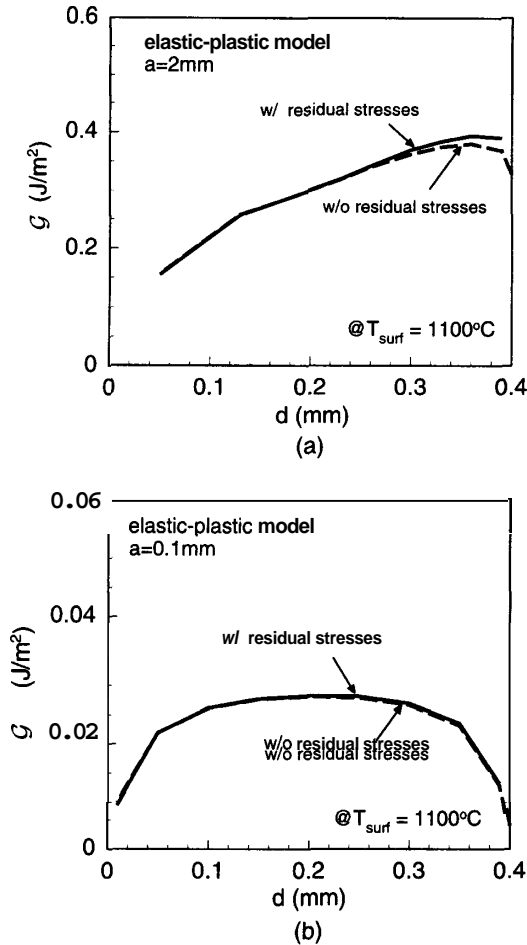 0.6
elastic-plastic model
a=2mm
w/ residual stresses
0.4
w/o residual stresses
G (J/m²)
0.2
@Tsurf = 1100°C
0
0 0.1 0.2 0.3 0.4
d (mm)
(a)
0.06
elastic-plastic model
a=0.1mm
0.04
w/ residual stresses
G (J/m²)
0.02
w/o residual stresses
w/o residual stresses
@Tsurf = 1100°C
0
0 0.1 0.2 0.3 0.4
d (mm)
(b)